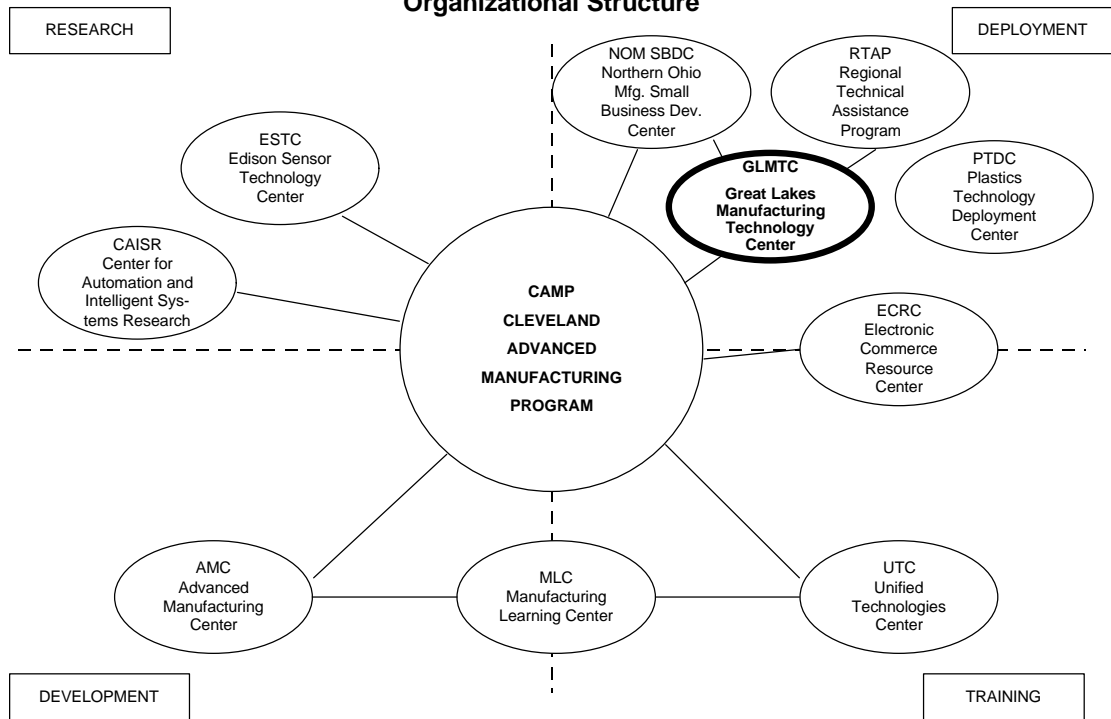 Organizational Structure
RESEARCH
DEPLOYMENT
NOM SBDC
Northern Ohio
Mfg. Small
Business Dev.
Center
RTAP
Regional
Technical
Assistance
Program
ESTC
Edison Sensor
Technology
Center
GLMTC
Great Lakes
Manufacturing
Technology
Center
PTDC
Plastics
Technology
Deployment
Center
CAISR
Center for
Automation and
Intelligent Sys-
tems Research
CAMP
CLEVELAND
ADVANCED
MANUFACTURING
PROGRAM
ECRC
Electronic
Commerce
Resource
Center
AMC
Advanced
Manufacturing
Center
MLC
Manufacturing
Learning Center
UTC
Unified
Technologies
Center
DEVELOPMENT
TRAINING